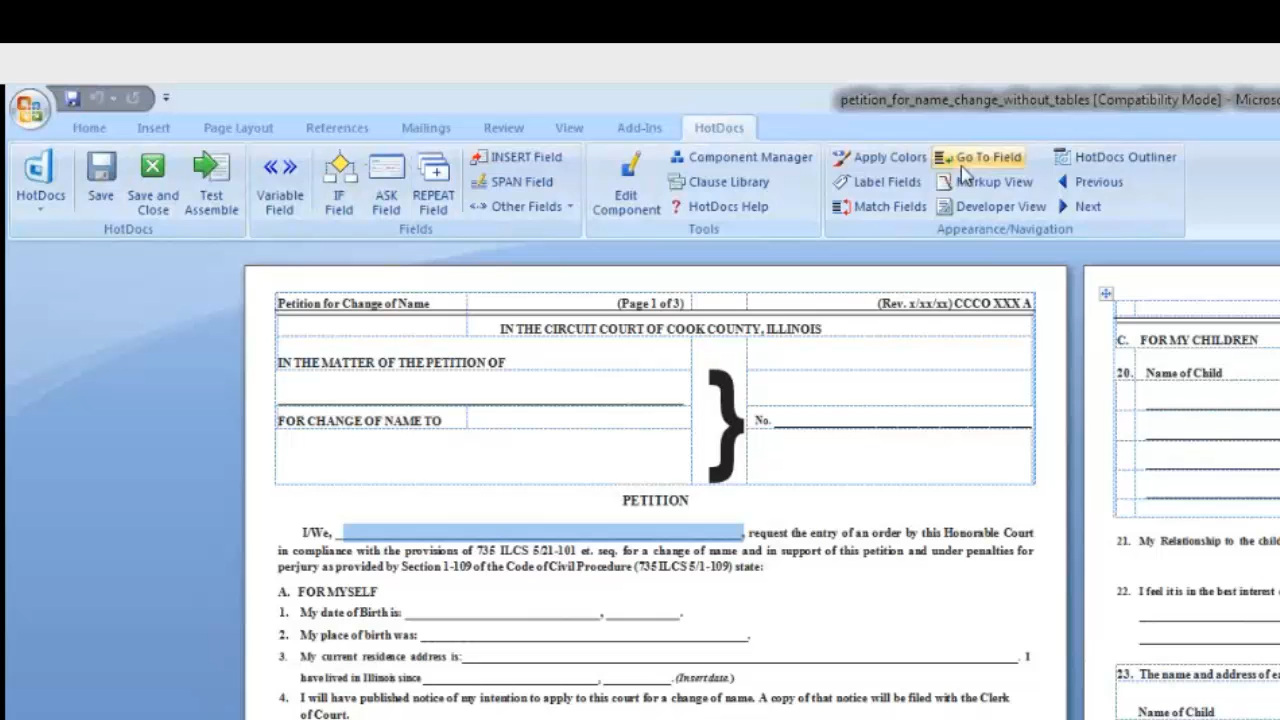 petition_for_name_change_without_tables [Compatibility Mode] - Micros
Home Insert Page Layout References Mailings Review View Add-Ins HotDocs
HotDocs
Save
Save and Close
Test Assemble
HotDocs
Variable Field
IF Field
ASK Field
REPEAT Field
INSERT Field
SPAN Field
Other Fields
Fields
Edit Component
Component Manager
Clause Library
HotDocs Help
Tools
Apply Colors
Label Fields
Match Fields
Go To Field
Markup View
Developer View
HotDocs Outliner
Previous
Next
Appearance/Navigation
Petition for Change of Name (Page 1 of 3) (Rev. x/xx/xx) CCCO XXX A
IN THE CIRCUIT COURT OF COOK COUNTY, ILLINOIS
IN THE MATTER OF THE PETITION OF
FOR CHANGE OF NAME TO
}
No.
PETITION
I/We, , request the entry of an order by this Honorable Court
in compliance with the provisions of 735 ILCS 5/21-101 et. seq. for a change of name and in support of this petition and under penalties for
perjury as provided by Section 1-109 of the Code of Civil Procedure (735 ILCS 5/1-109) state:
A. FOR MYSELF
1. My date of Birth is: , .
2. My place of birth was: .
3. My current residence address is: . I
have lived in Illinois since , . (Insert date.)
4. I will have published notice of my intention to apply to this court for a change of name. A copy of that notice will be filed with the Clerk
of Court.
C. FOR MY CHILDREN
20. Name of Child
21. My Relationship to the child
22. I feel it is in the best interest
23. The name and address of e
Name of Child